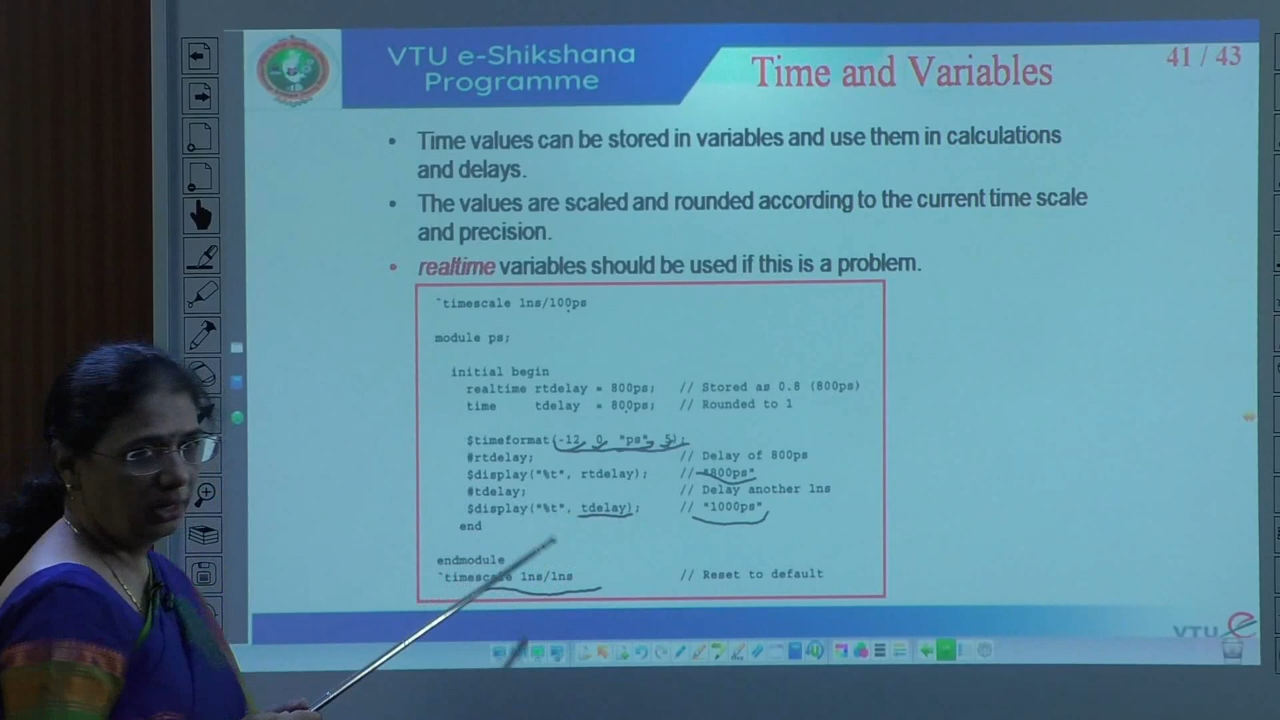 VTU e-Shikshana
Programme
Time and Variables
41 / 43
• Time values can be stored in variables and use them in calculations
and delays.
• The values are scaled and rounded according to the current time scale
and precision.
• realtime variables should be used if this is a problem.
`timescale 1ns/100ps
module ps;
initial begin
realtime rtdelay = 800ps; // Stored as 0.8 (800ps)
time tdelay = 800ps; // Rounded to 1
$timeformat(-12, 0, "ps", 5);
#rtdelay; // Delay of 800ps
$display("%t", rtdelay); // "800ps"
#tdelay; // Delay another 1ns
$display("%t", tdelay); // "1000ps"
end
endmodule
`timescale 1ns/1ns // Reset to default
VTU e